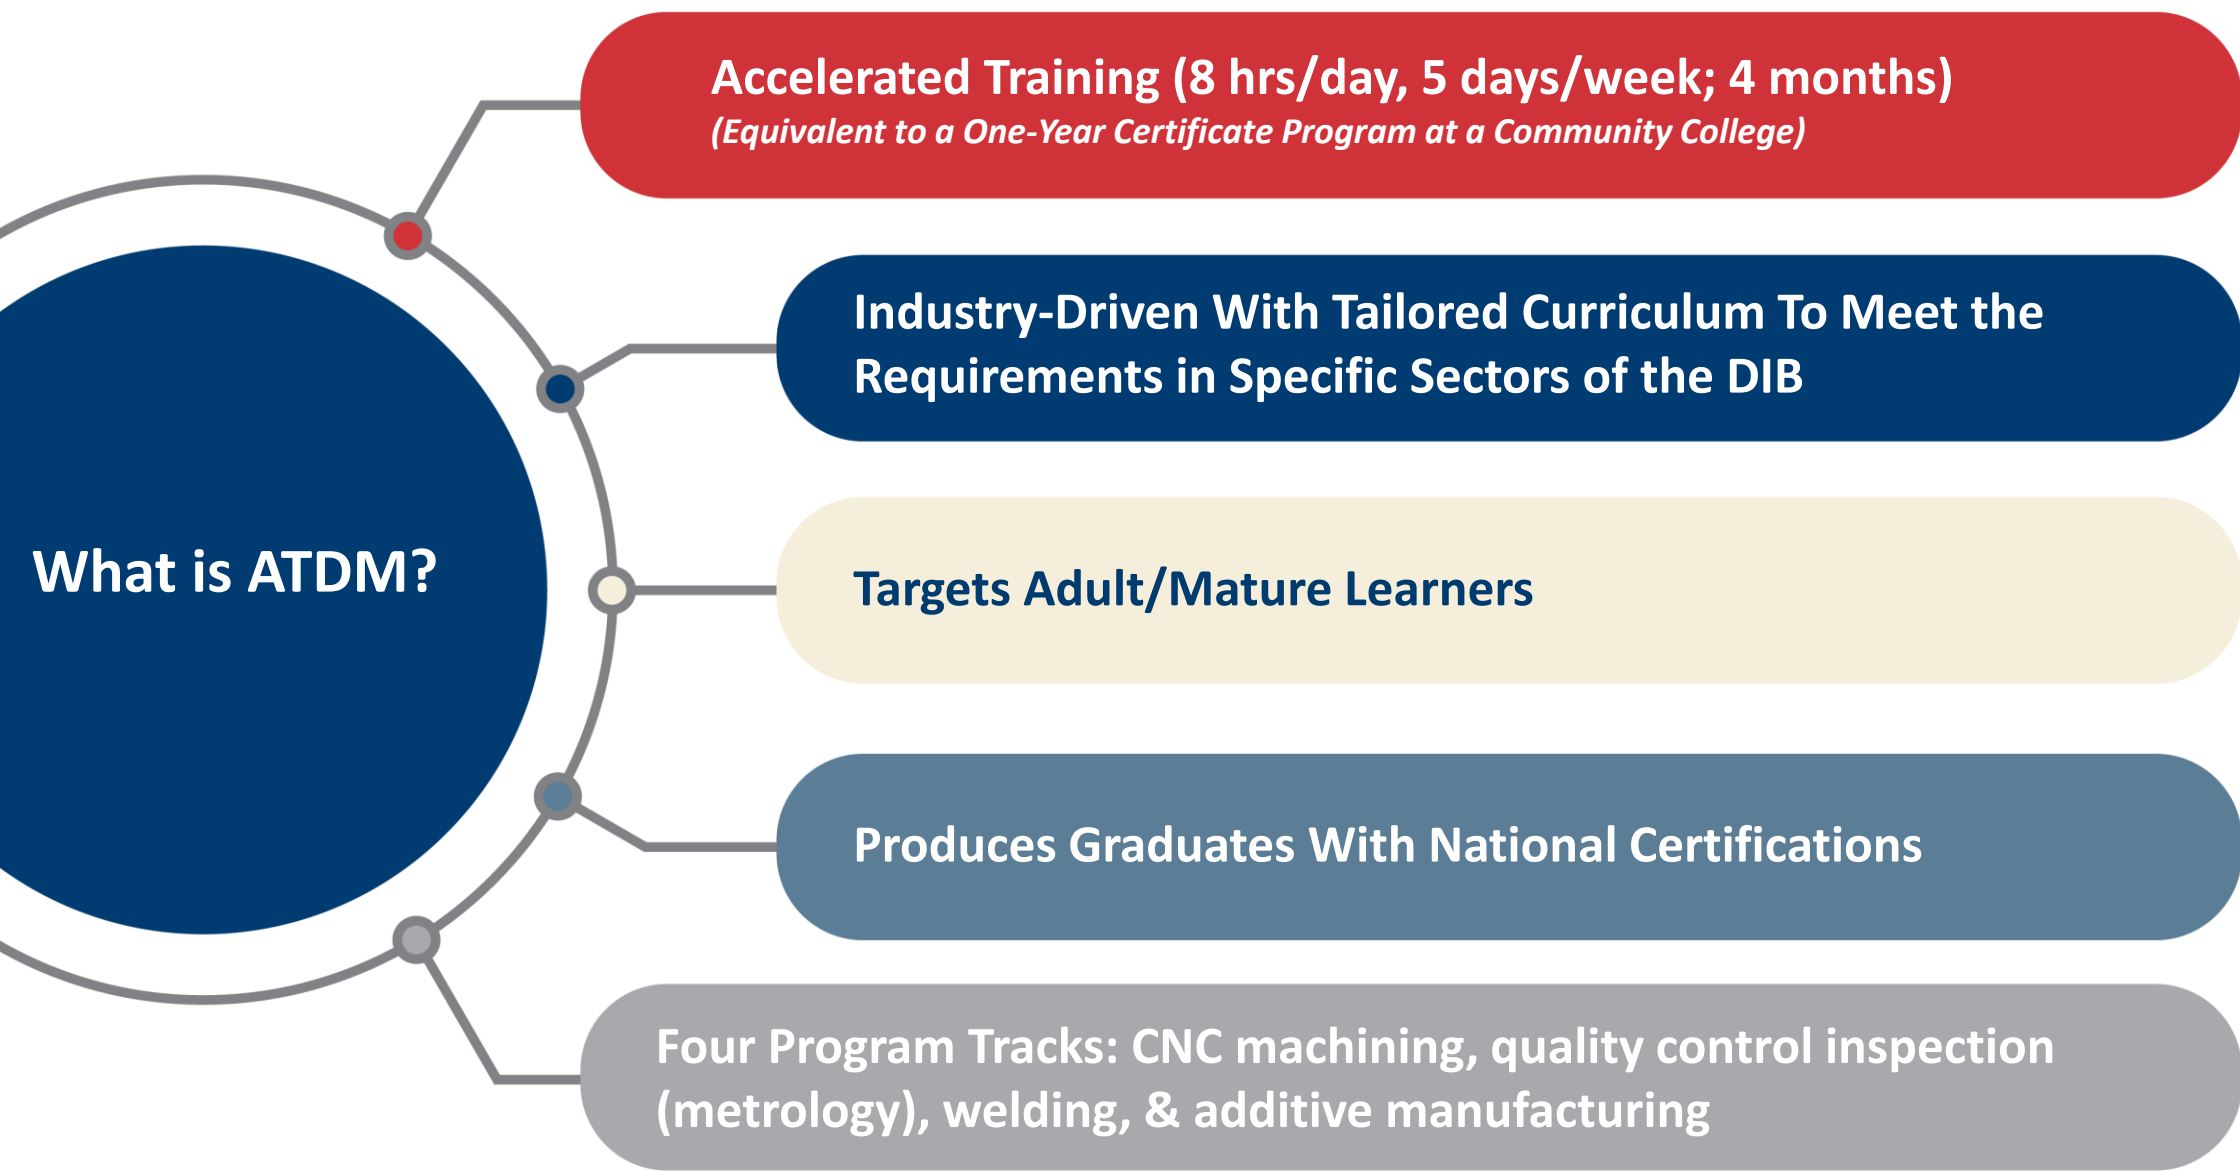 What is ATDM?
Accelerated Training (8 hrs/day, 5 days/week; 4 months)
(Equivalent to a One-Year Certificate Program at a Community College)
Industry-Driven With Tailored Curriculum To Meet the
Requirements in Specific Sectors of the DIB
Targets Adult/Mature Learners
Produces Graduates With National Certifications
Four Program Tracks: CNC machining, quality control inspection
(metrology), welding, & additive manufacturing